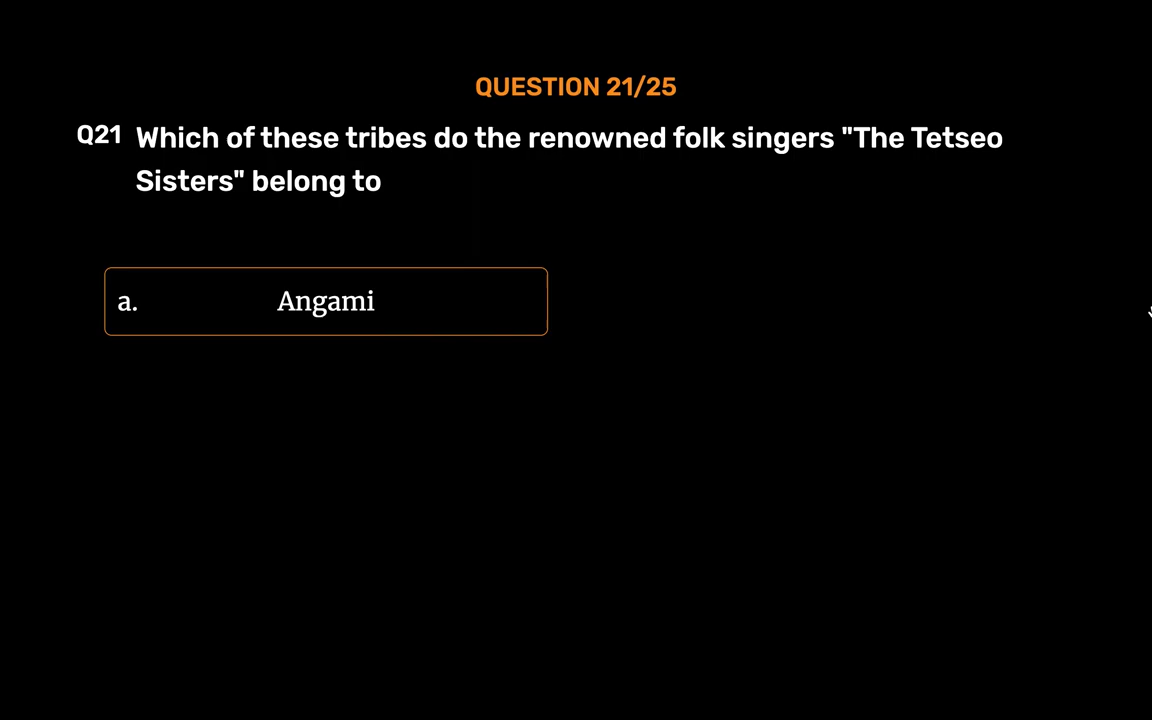 QUESTION 21/25
Q21 Which of these tribes do the renowned folk singers "The Tetseo
Sisters" belong to
a. Angami